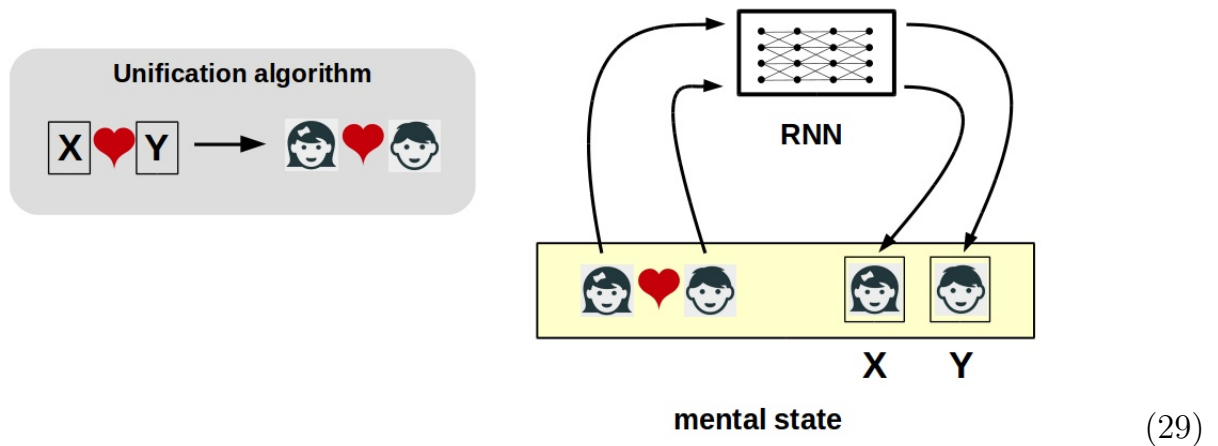 Unification algorithm
X Y
RNN
X Y
mental state
(29)